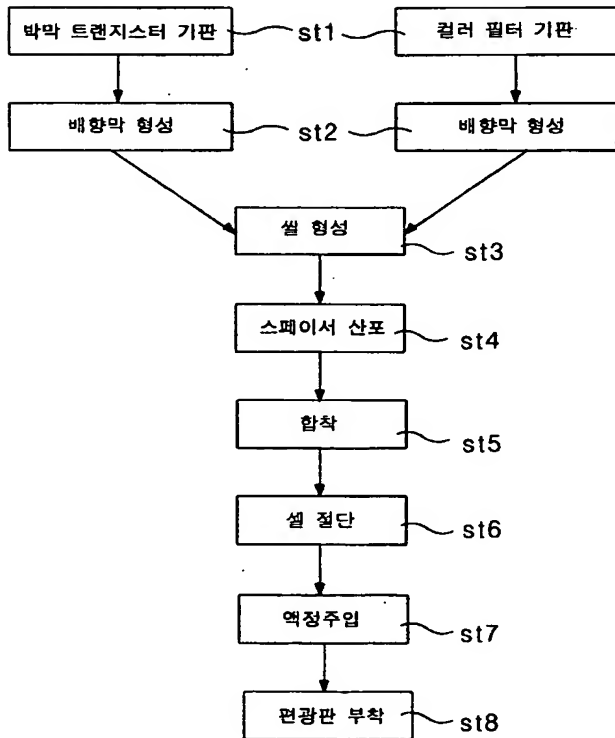 박막 트랜지스터 기판 st1 컬러 필터 기판
배향막 형성 st2 배향막 형성
씰 형성
st3
스페이서 산포
st4
합착
st5
셀 절단
st6
액정주입
st7
편광판 부착
st8